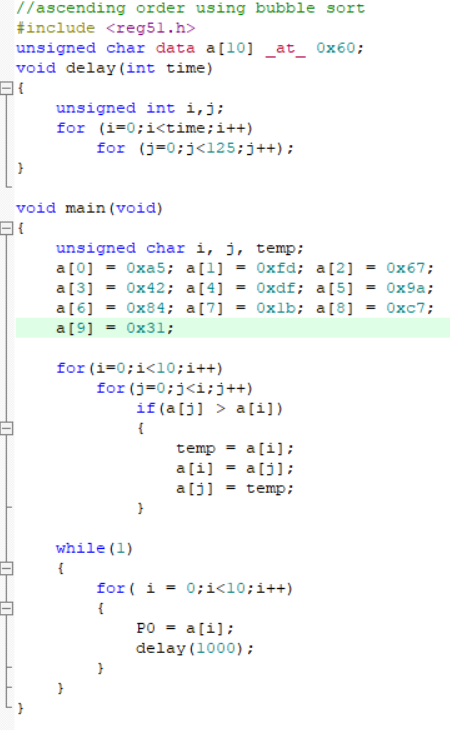 //ascending order using bubble sort
#include <reg51.h>
unsigned char data a[10] _at_ 0x60;
void delay(int time)
{
    unsigned int i,j;
    for (i=0;i<time;i++)
        for (j=0;j<125;j++);
}

void main(void)
{
    unsigned char i, j, temp;
    a[0] = 0xa5; a[1] = 0xfd; a[2] = 0x67;
    a[3] = 0x42; a[4] = 0xdf; a[5] = 0x9a;
    a[6] = 0x84; a[7] = 0x1b; a[8] = 0xc7;
    a[9] = 0x31;

    for(i=0;i<10;i++)
        for(j=0;j<i;j++)
            if(a[j] > a[i])
            {
                temp = a[i];
                a[i] = a[j];
                a[j] = temp;
            }

    while(1)
    {
        for( i = 0;i<10;i++)
        {
            P0 = a[i];
            delay(1000);
        }
    }
}